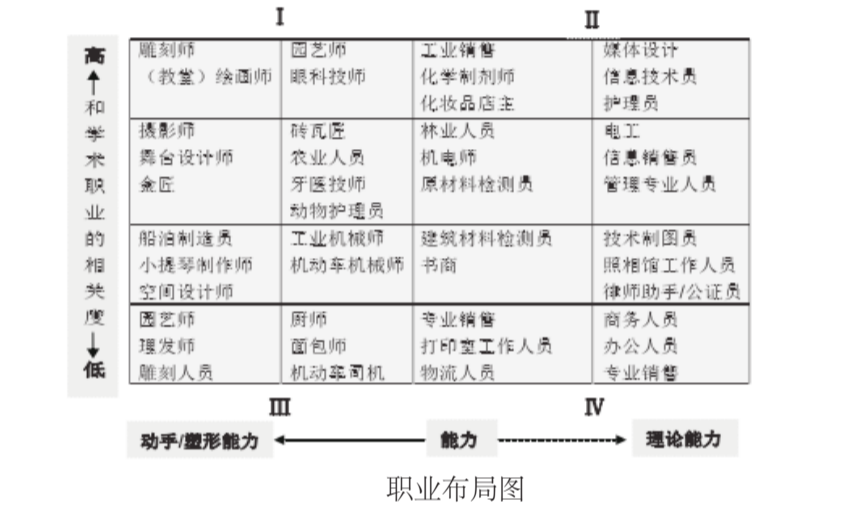 I II
高
和学术职业的相关度
低
雕刻师 园艺师 工业销售 媒体设计
（教堂）绘画师 眼科技师 化学制剂师 信息技术员
化妆品店主 护理员
摄影师 砖瓦匠 林业人员 电工
舞台设计师 农业人员 机电师 信息销售员
金匠 牙医技师 原材料检测员 管理专业人员
动物护理员
船泊制造员 工业机械师 建筑材料检测员 技术制图员
小提琴制作师 机动车机械师 书商 照相馆工作人员
空间设计师 律师助手/公证员
园艺师 厨师 专业销售 商务人员
理发师 面包师 打印室工作人员 办公人员
雕刻人员 机动车司机 物流人员 专业销售
III IV
动手/塑形能力 能力 理论能力
职业布局图